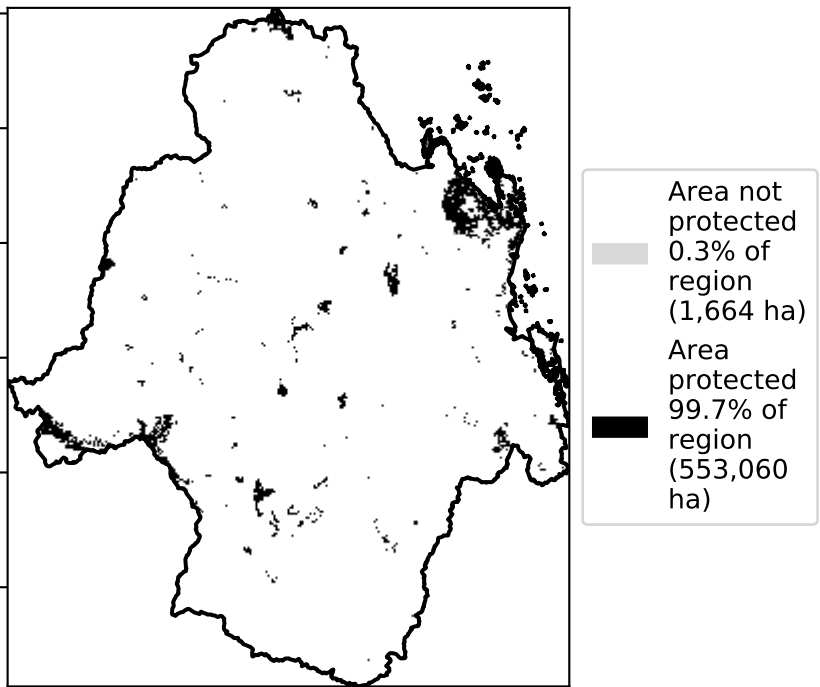 Area not
protected
0.3% of
region
(1,664 ha)
Area
protected
99.7% of
region
(553,060
ha)